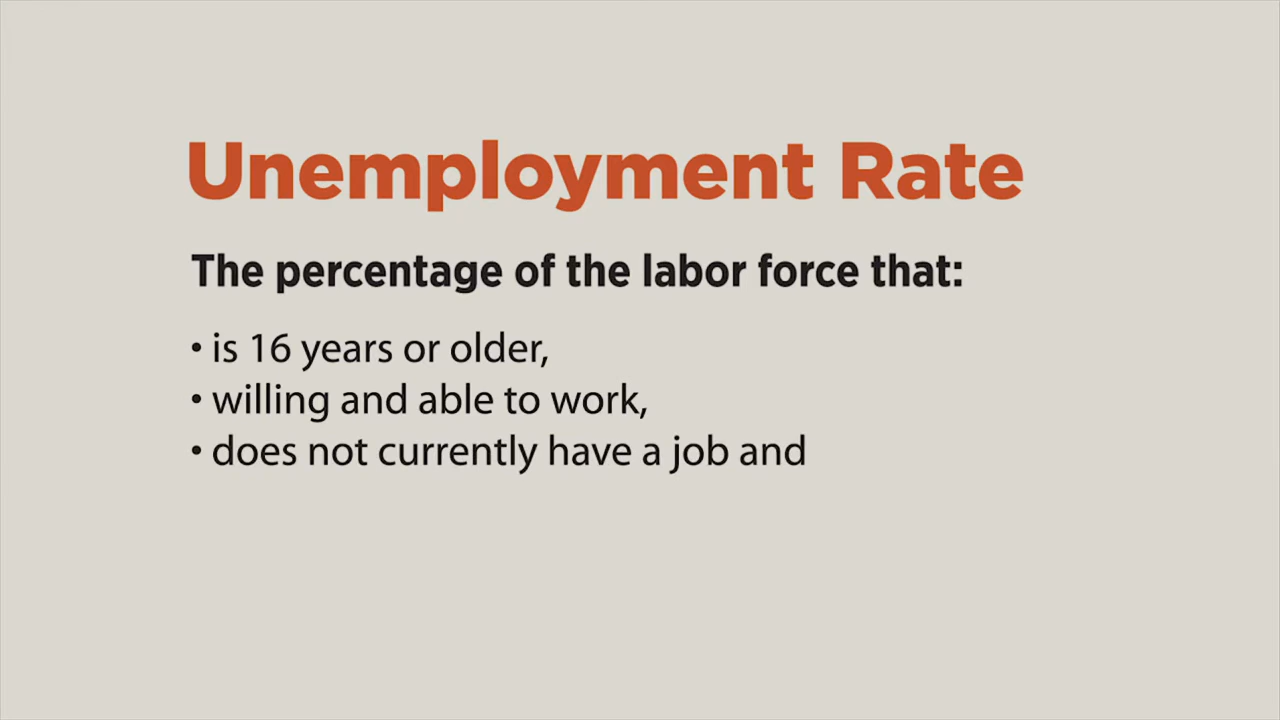 Unemployment Rate
The percentage of the labor force that:
• is 16 years or older,
• willing and able to work,
• does not currently have a job and